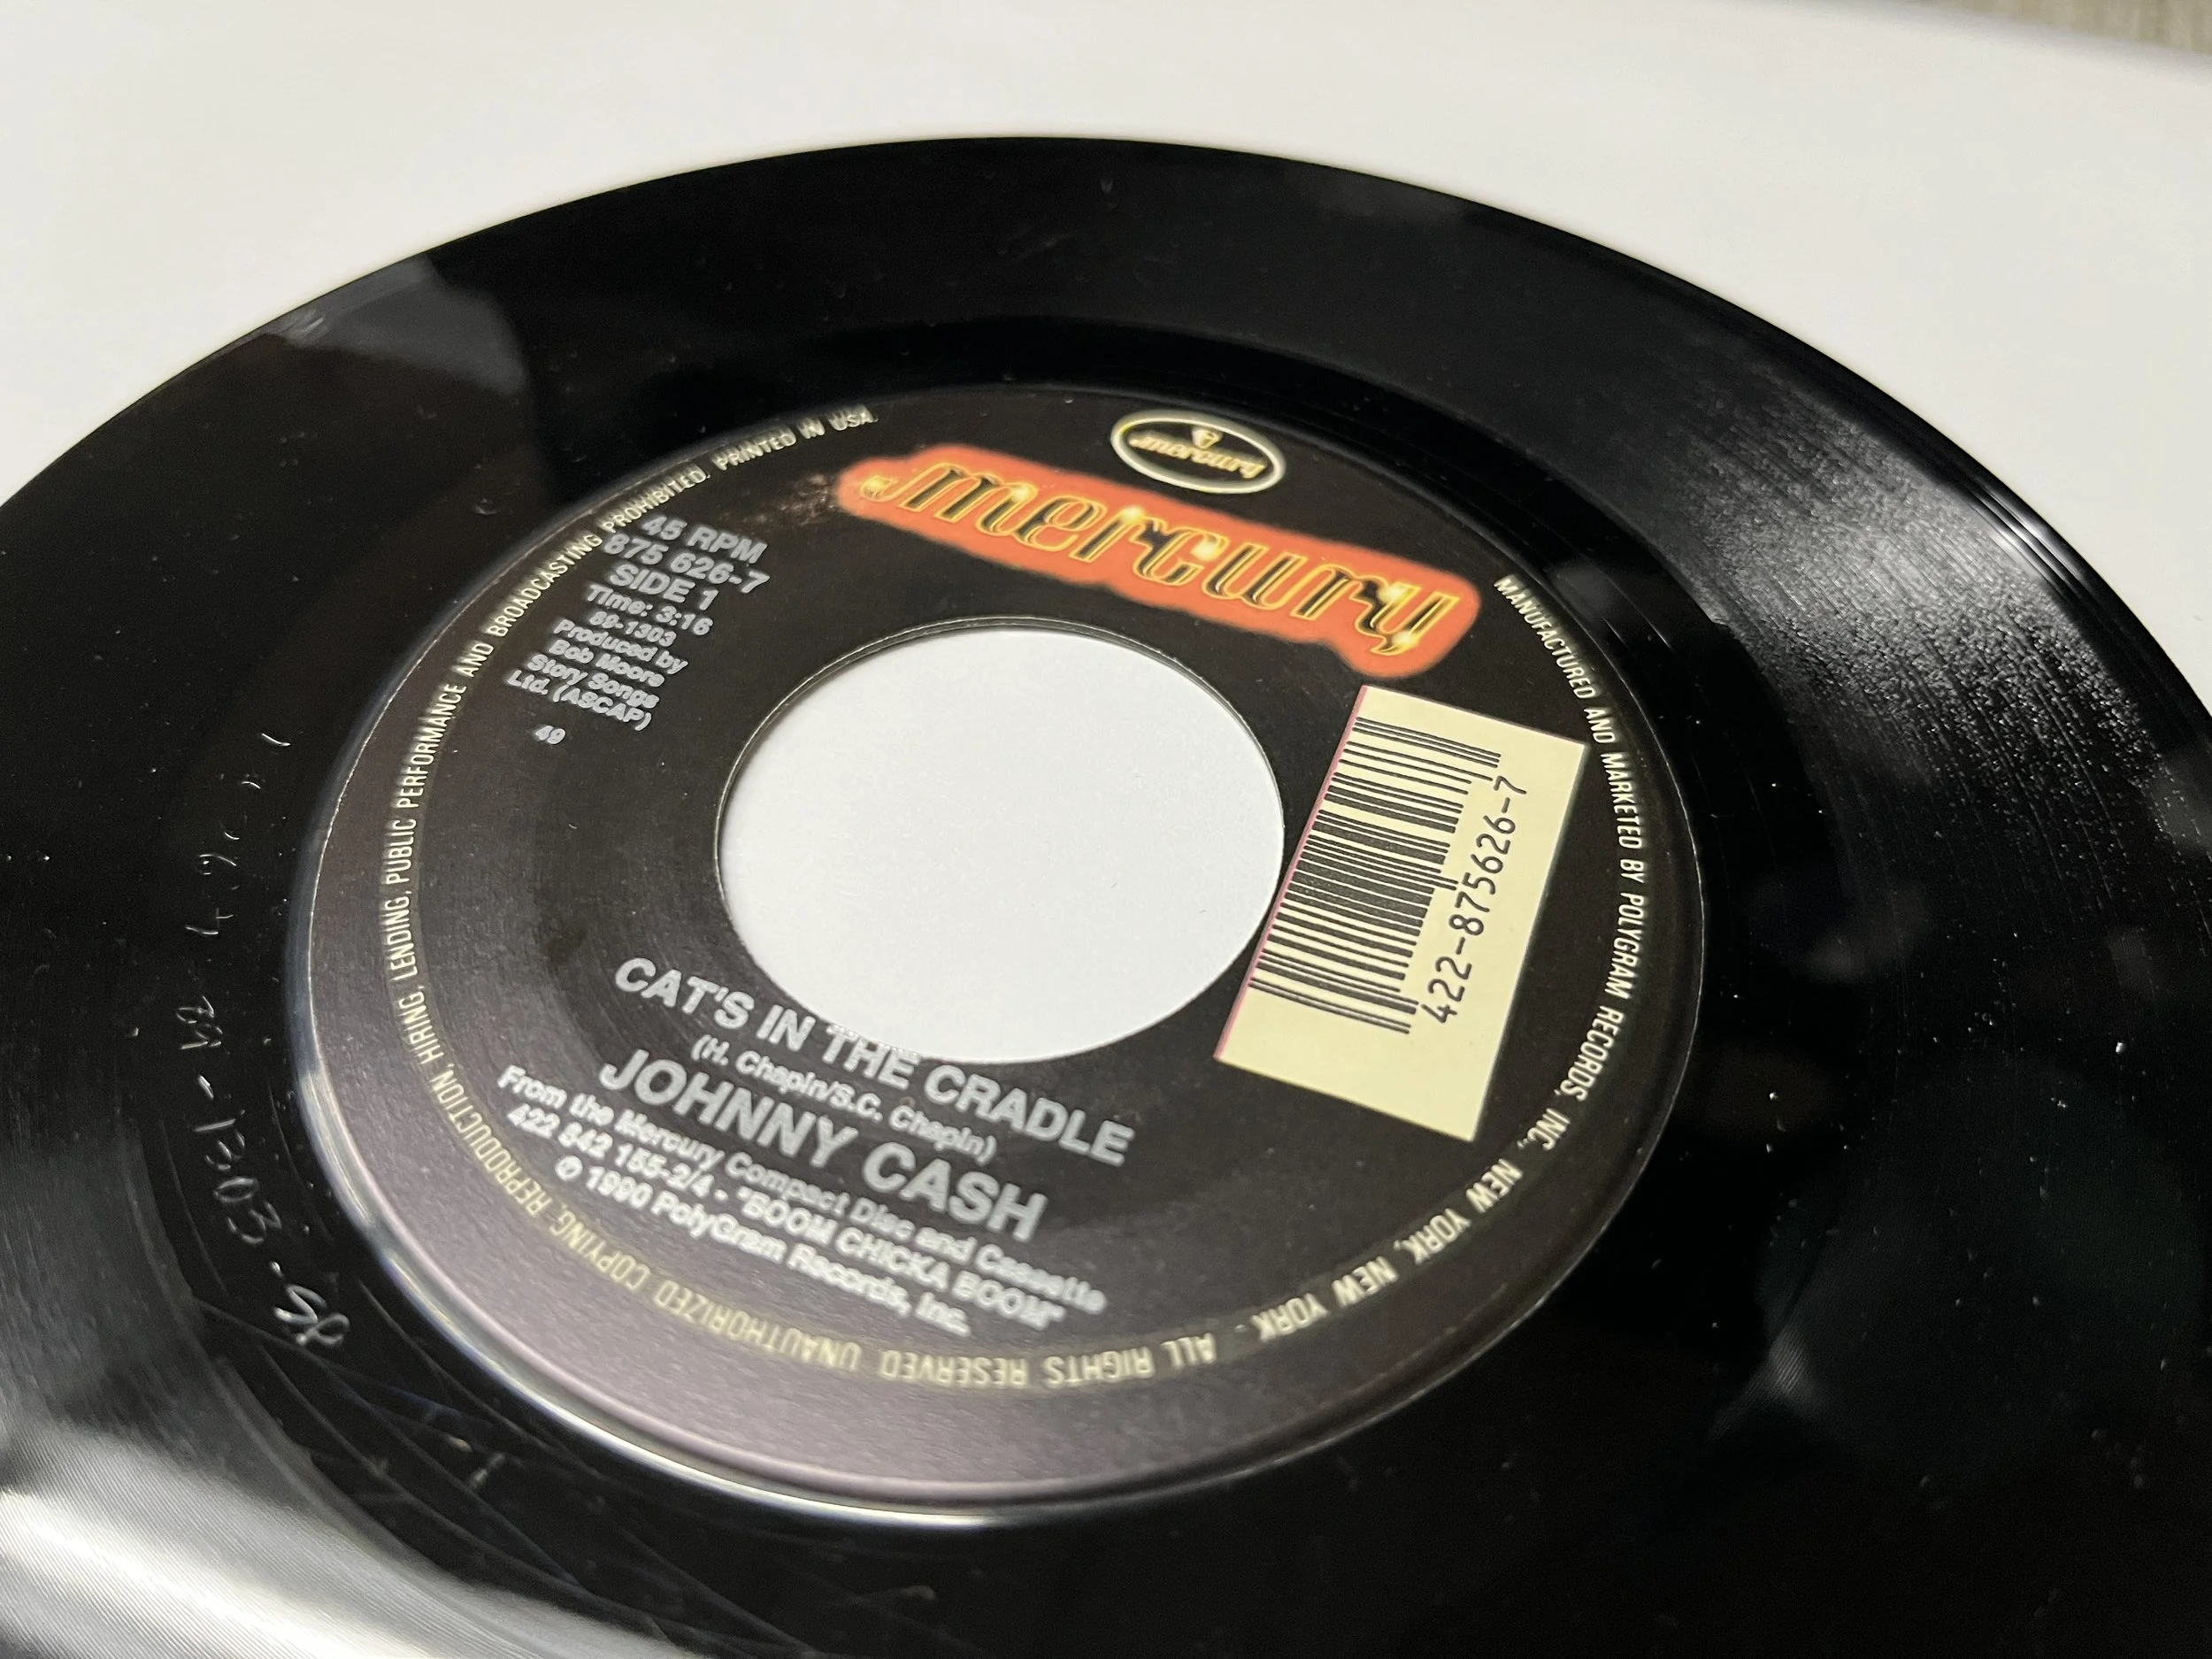 mercury
mercury
45 RPM
875 626-7
SIDE 1
Time: 3:16
89-1303
Produced by
Bob Moore
Story Songs
Ltd. (ASCAP)
49
422-875626-7
CAT'S IN THE CRADLE
(H. Chapin/S.C. Chapin)
JOHNNY CASH
From the Mercury Compact Disc and Cassette
422 842 155-2/4 - "BOOM CHICKA BOOM"
℗ 1990 PolyGram Records, Inc.
MANUFACTURED AND MARKETED BY POLYGRAM RECORDS, INC., NEW YORK, NEW YORK. ALL RIGHTS RESERVED. UNAUTHORIZED COPYING, REPRODUCTION, HIRING, LENDING, PUBLIC PERFORMANCE AND BROADCASTING PROHIBITED. PRINTED IN USA.